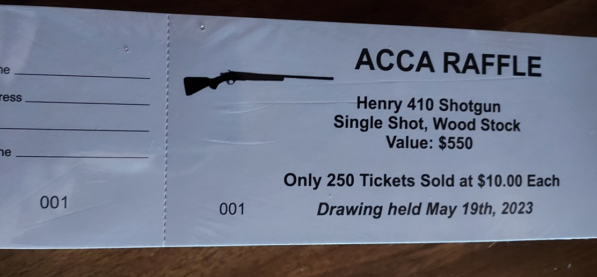 ne
ress
ne
001
ACCA RAFFLE
Henry 410 Shotgun
Single Shot, Wood Stock
Value: $550
Only 250 Tickets Sold at $10.00 Each
001
Drawing held May 19th, 2023